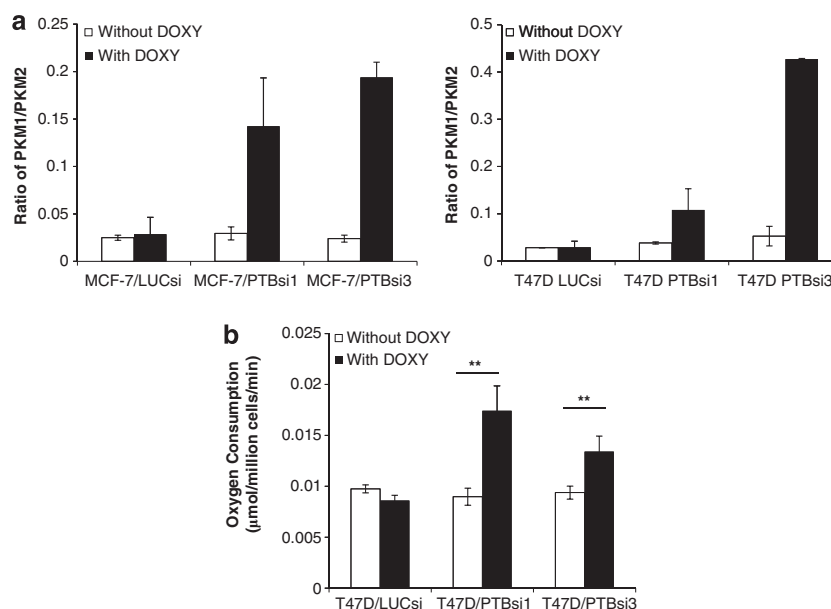 a
0.25
0.2
0.15
0.1
0.05
0
Ratio of PKM1/PKM2
Without DOXY
With DOXY
MCF-7/LUCsi MCF-7/PTBsi1 MCF-7/PTBsi3
0.5
0.4
0.3
0.2
0.1
0
Ratio of PKM1/PKM2
Without DOXY
With DOXY
T47D LUCsi T47D PTBsi1 T47D PTBsi3
b
0.025
0.02
0.015
0.01
0.005
0
Oxygen Consumption
(μmol/million cells/min)
Without DOXY
With DOXY
**
**
T47D/LUCsi T47D/PTBsi1 T47D/PTBsi3